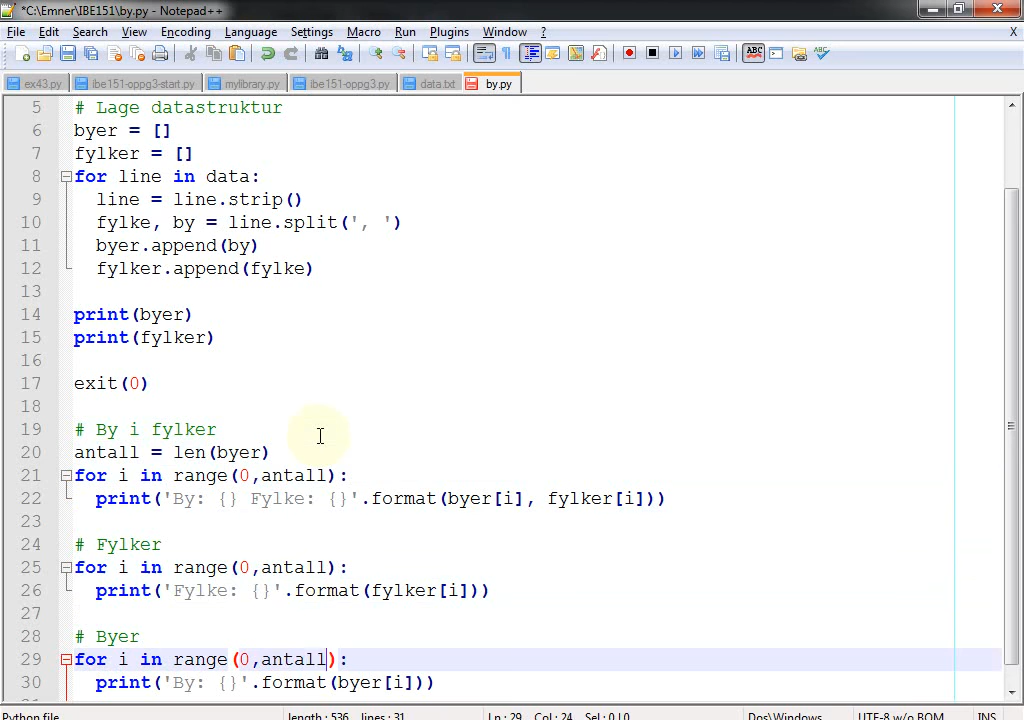 *C:\Emner\IBE151\by.py - Notepad++
File Edit Search View Encoding Language Settings Macro Run Plugins Window ? X
ex43.py ibe151-oppg3-start.py mylibrary.py ibe151-oppg3.py data.txt by.py
5 # Lage datastruktur
6 byer = []
7 fylker = []
8 for line in data:
9 line = line.strip()
10 fylke, by = line.split(', ')
11 byer.append(by)
12 fylker.append(fylke)
13
14 print(byer)
15 print(fylker)
16
17 exit(0)
18
19 # By i fylker
20 antall = len(byer)
21 for i in range(0,antall):
22 print('By: {} Fylke: {}'.format(byer[i], fylker[i]))
23
24 # Fylker
25 for i in range(0,antall):
26 print('Fylke: {}'.format(fylker[i]))
27
28 # Byer
29 for i in range(0,antall):
30 print('By: {}'.format(byer[i]))
Python file length : 536 lines : 31 Ln : 29 Col : 24 Sel : 0 | 0 Dos\Windows UTF-8 w/o BOM INS